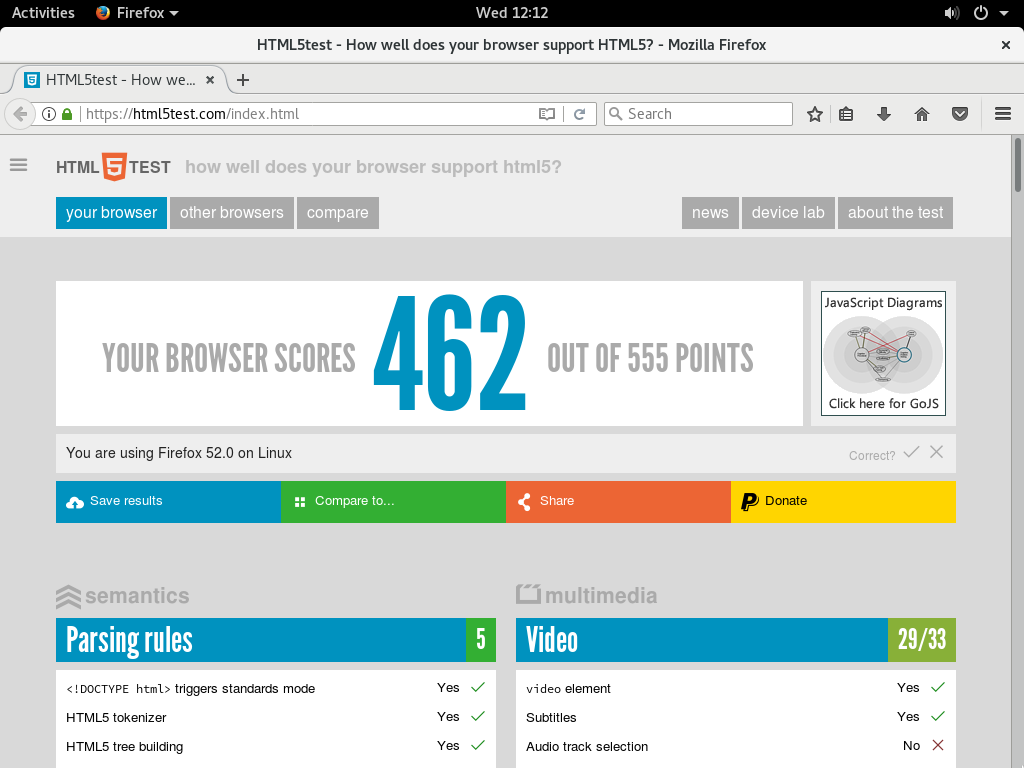 Activities Firefox Wed 12:12
HTML5test - How well does your browser support HTML5? - Mozilla Firefox
HTML5test - How we...
https://html5test.com/index.html Search
HTML 5 TEST how well does your browser support html5?
your browser other browsers compare news device lab about the test
YOUR BROWSER SCORES 462 OUT OF 555 POINTS
JavaScript Diagrams
Click here for GoJS
You are using Firefox 52.0 on Linux Correct?
Save results Compare to... Share Donate
semantics multimedia
Parsing rules 5 Video 29/33
<!DOCTYPE html> triggers standards mode Yes video element Yes
HTML5 tokenizer Yes Subtitles Yes
HTML5 tree building Yes Audio track selection No